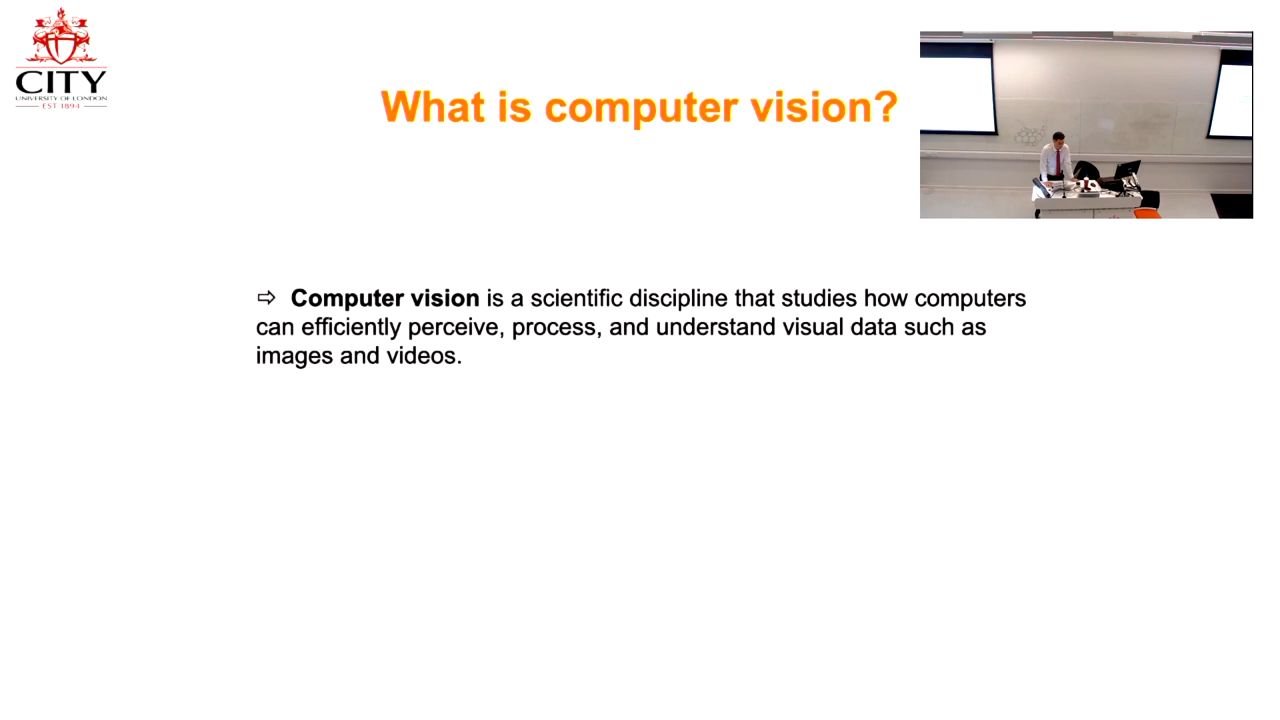 CITY
UNIVERSITY OF LONDON
EST 1894
What is computer vision?
⇨ Computer vision is a scientific discipline that studies how computers
can efficiently perceive, process, and understand visual data such as
images and videos.